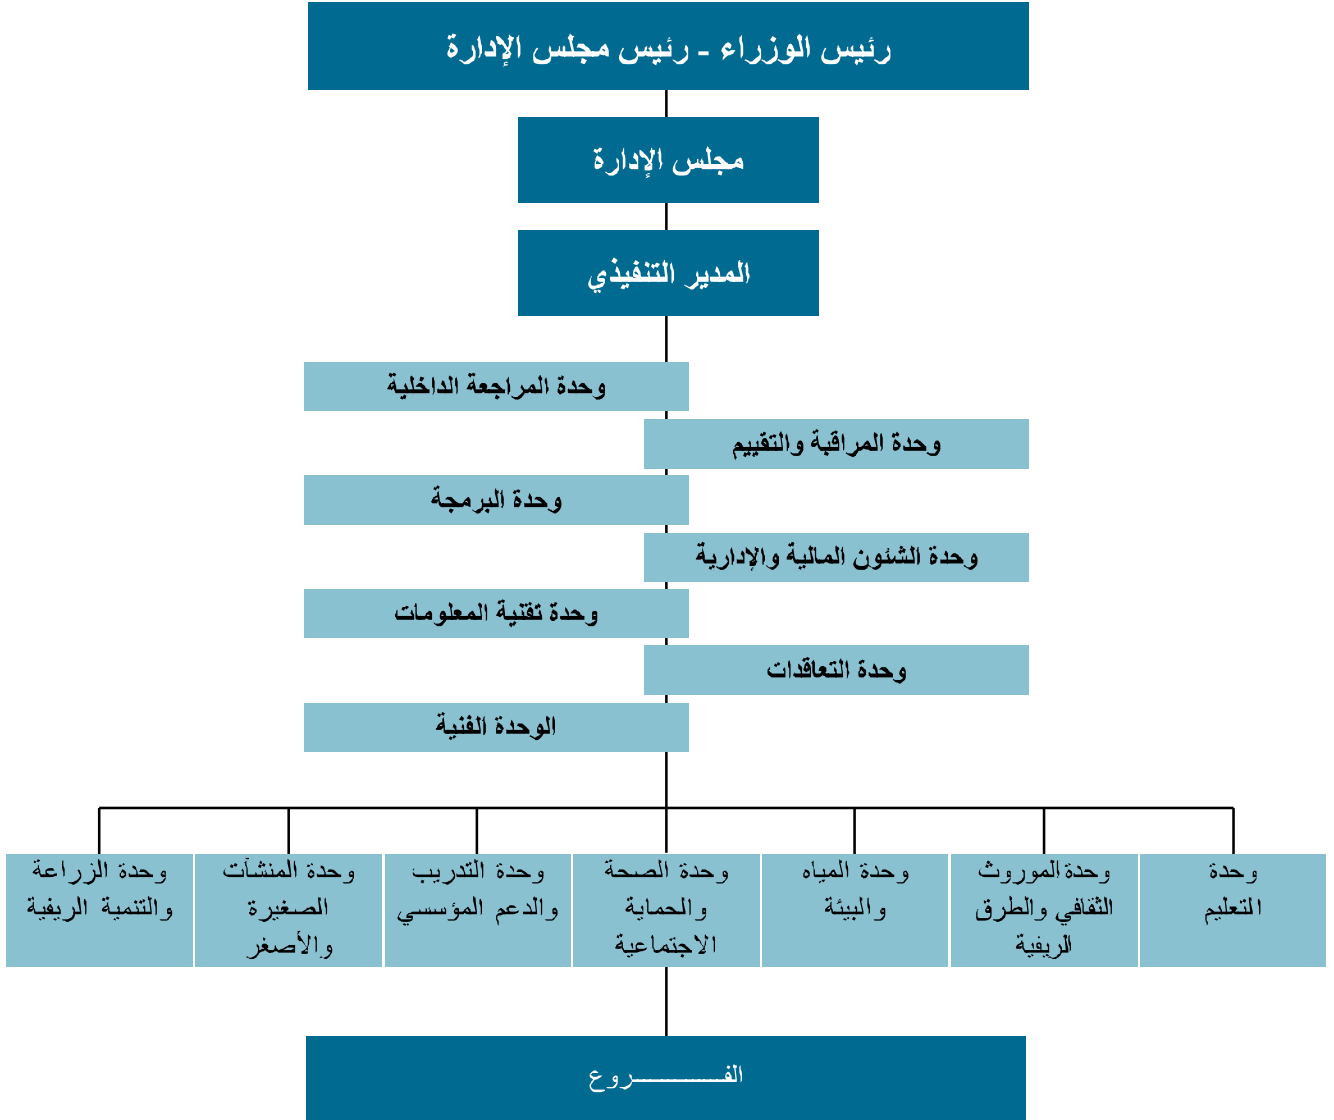 رئيس الوزراء - رئيس مجلس الإدارة
مجلس الإدارة
المدير التنفيذي
وحدة المراجعة الداخلية
وحدة المراقبة والتقييم
وحدة البرمجة
وحدة الشئون المالية والإدارية
وحدة تقنية المعلومات
وحدة التعاقدات
الوحدة الفنية
وحدة
التعليم
وحدة الموروث
الثقافي والطرق
الريفية
وحدة المياه
والبيئة
وحدة الصحة
والحماية
الاجتماعية
وحدة التدريب
والدعم المؤسسي
وحدة المنشآت
الصغيرة
والأصغر
وحدة الزراعة
والتنمية الريفية
الفـــــــروع